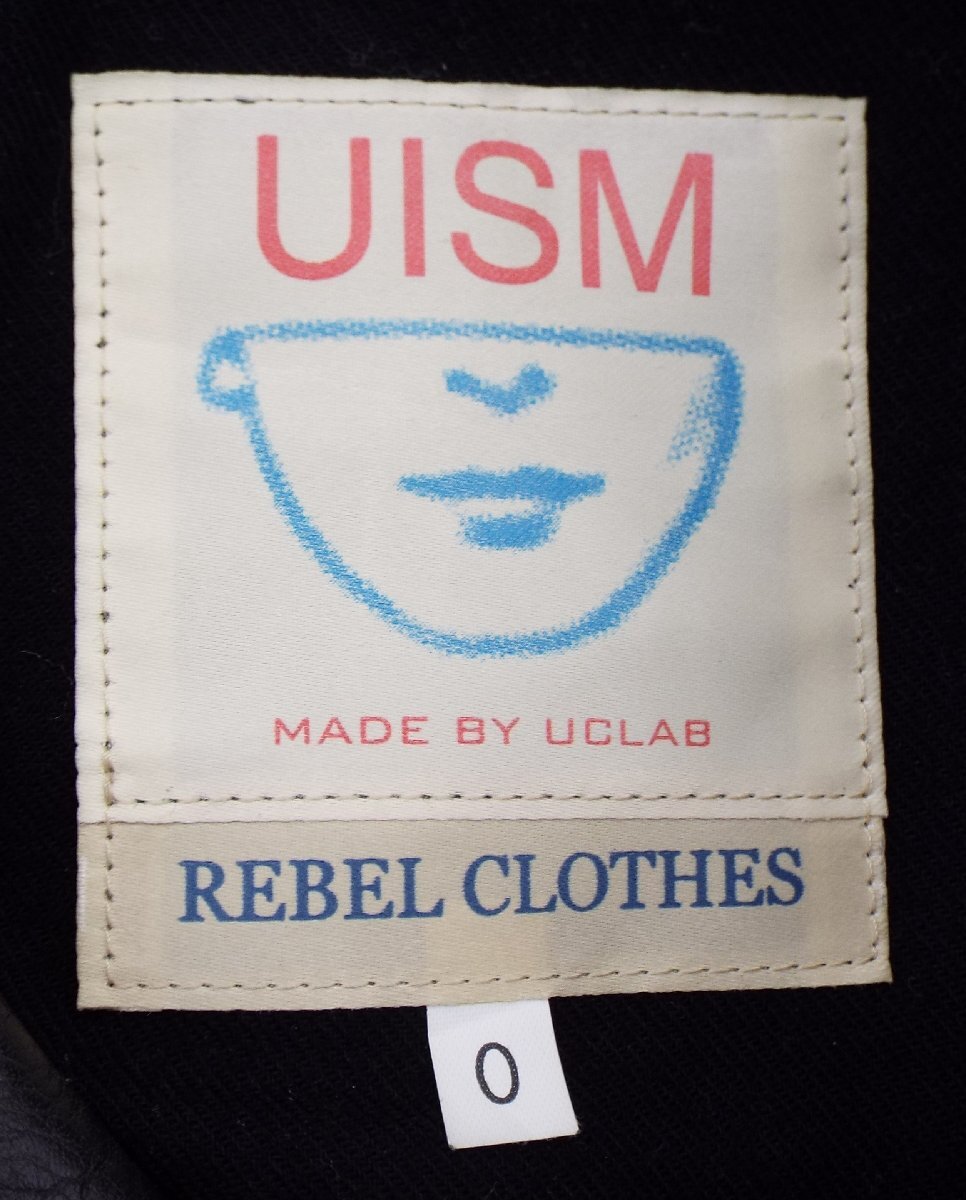 UISM
MADE BY UCLAB
REBEL CLOTHES
0